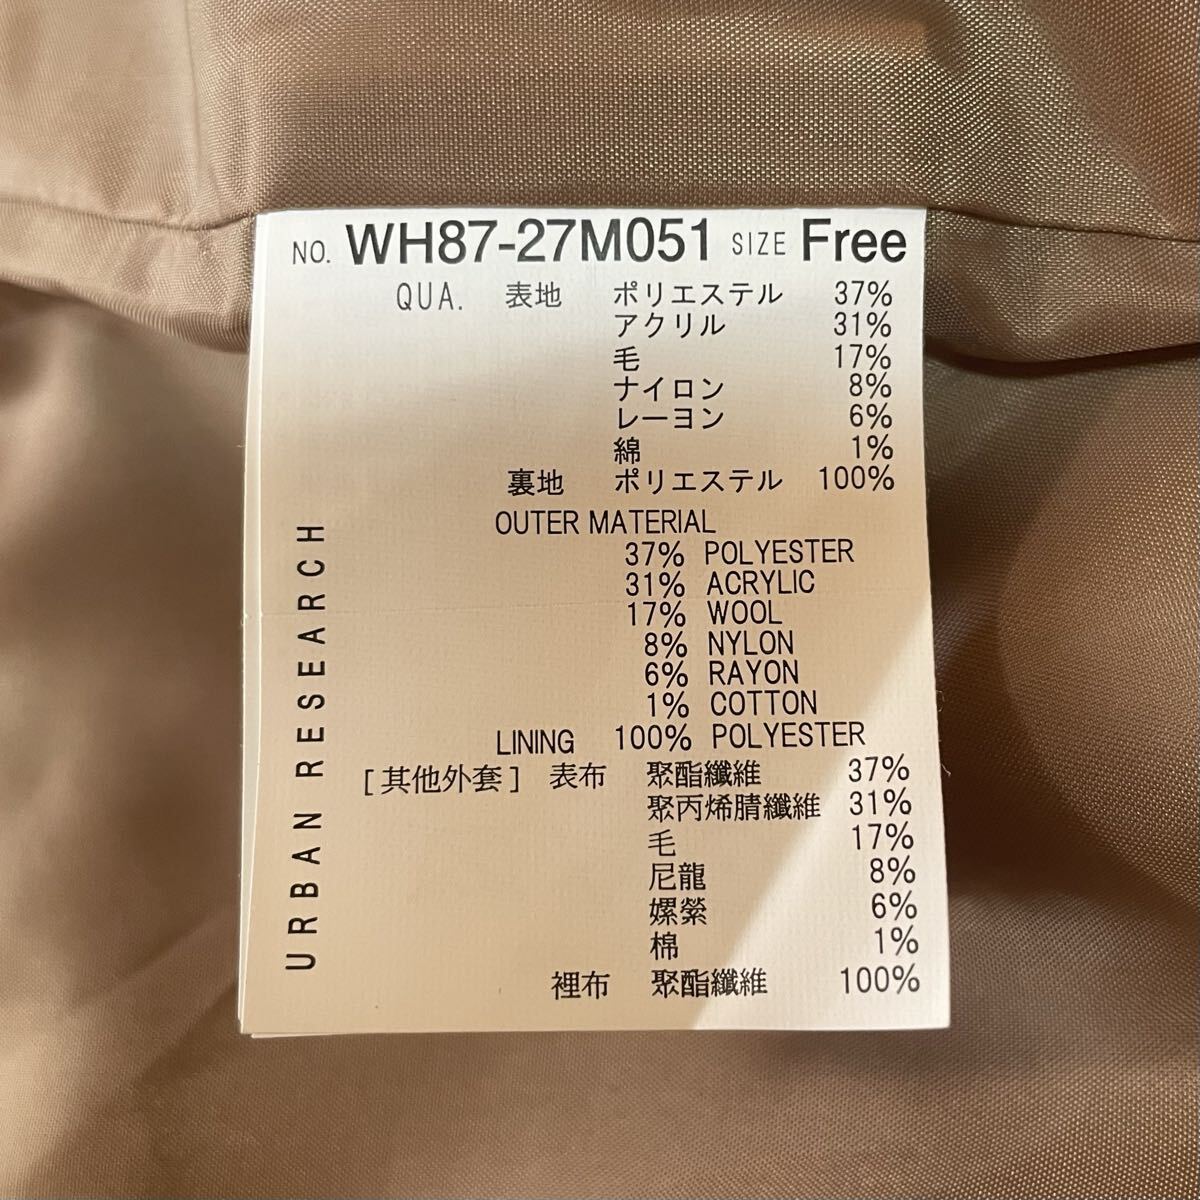 NO. WH87-27M051 SIZE Free
QUA. 表地 ポリエステル 37%
アクリル 31%
毛 17%
ナイロン 8%
レーヨン 6%
綿 1%
裏地 ポリエステル 100%
OUTER MATERIAL
37% POLYESTER
31% ACRYLIC
17% WOOL
8% NYLON
6% RAYON
1% COTTON
LINING 100% POLYESTER
[其他外套] 表布 聚酯纖維 37%
聚丙烯腈纖維 31%
毛 17%
尼龍 8%
嫘縈 6%
棉 1%
裡布 聚酯纖維 100%
URBAN RESEARCH